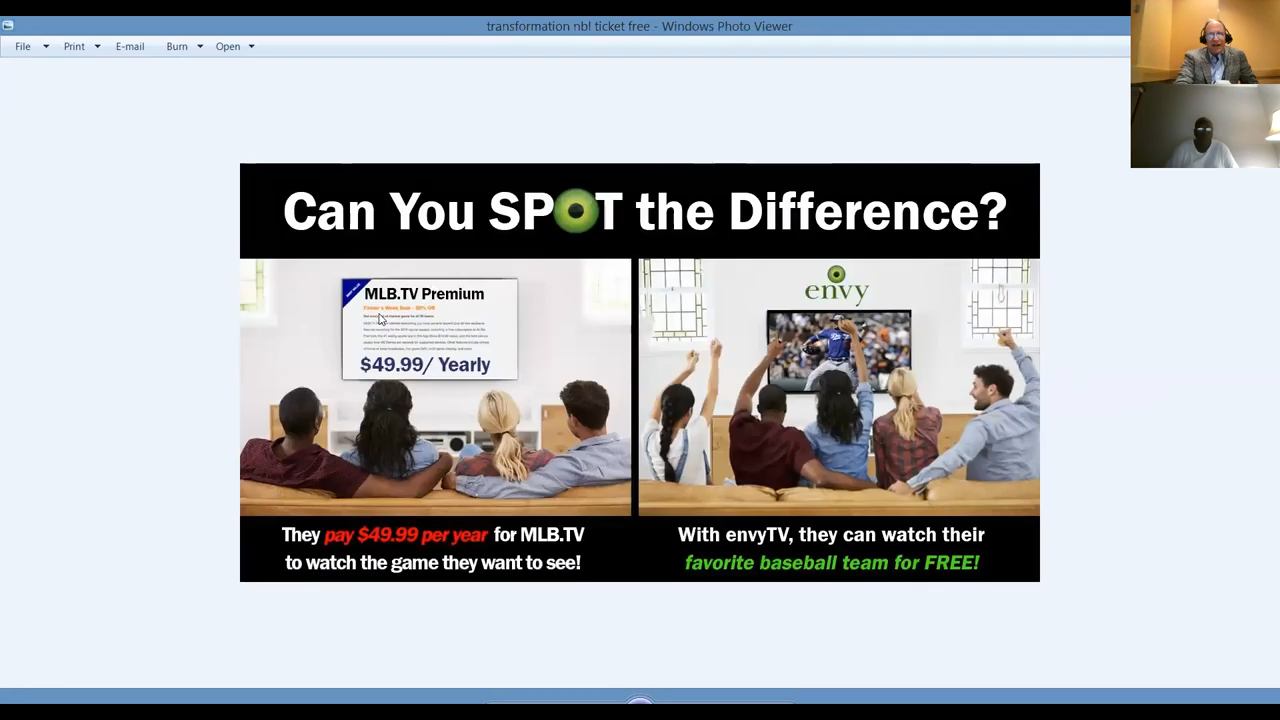 transformation nbl ticket free - Windows Photo Viewer
File Print E-mail Burn Open
Can You SPOT the Difference?
MLB.TV Premium
$49.99/ Yearly
envy
They pay $49.99 per year for MLB.TV
to watch the game they want to see!
With envyTV, they can watch their
favorite baseball team for FREE!